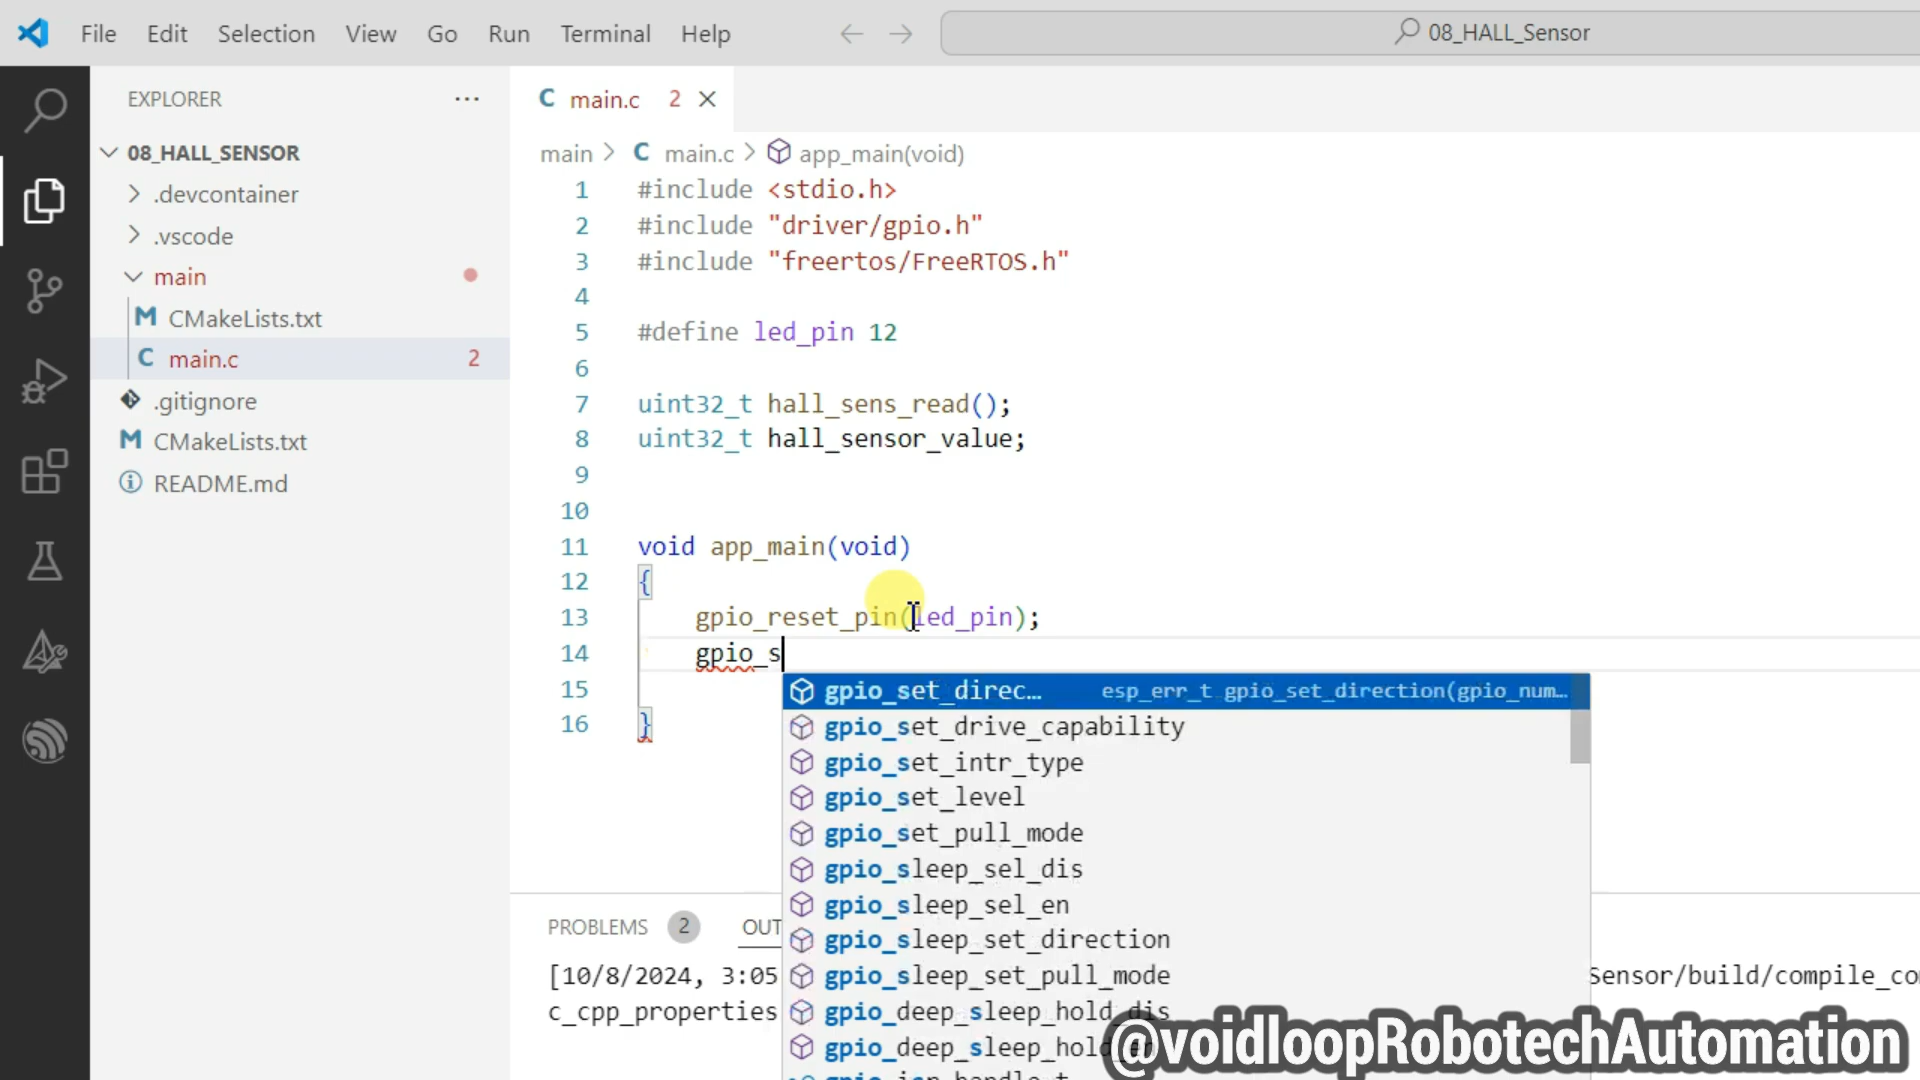 File Edit Selection View Go Run Terminal Help 08_HALL_Sensor
EXPLORER
08_HALL_SENSOR
.devcontainer
.vscode
main
CMakeLists.txt
main.c 2
.gitignore
CMakeLists.txt
README.md
main.c 2
main > C main.c > app_main(void)
1 #include <stdio.h>
2 #include "driver/gpio.h"
3 #include "freertos/FreeRTOS.h"
4
5 #define led_pin 12
6
7 uint32_t hall_sens_read();
8 uint32_t hall_sensor_value;
9
10
11 void app_main(void)
12 {
13 gpio_reset_pin(led_pin);
14 gpio_s
15
16 }
gpio_set_direc… esp_err_t gpio_set_direction(gpio_num…
gpio_set_drive_capability
gpio_set_intr_type
gpio_set_level
gpio_set_pull_mode
gpio_sleep_sel_dis
gpio_sleep_sel_en
gpio_sleep_set_direction
gpio_sleep_set_pull_mode
gpio_deep_sleep_hold_dis
gpio_deep_sleep_hold_en
PROBLEMS 2 OUT
[10/8/2024, 3:05 Sensor/build/compile_co
c_cpp_properties
@voidloopRobotechAutomation